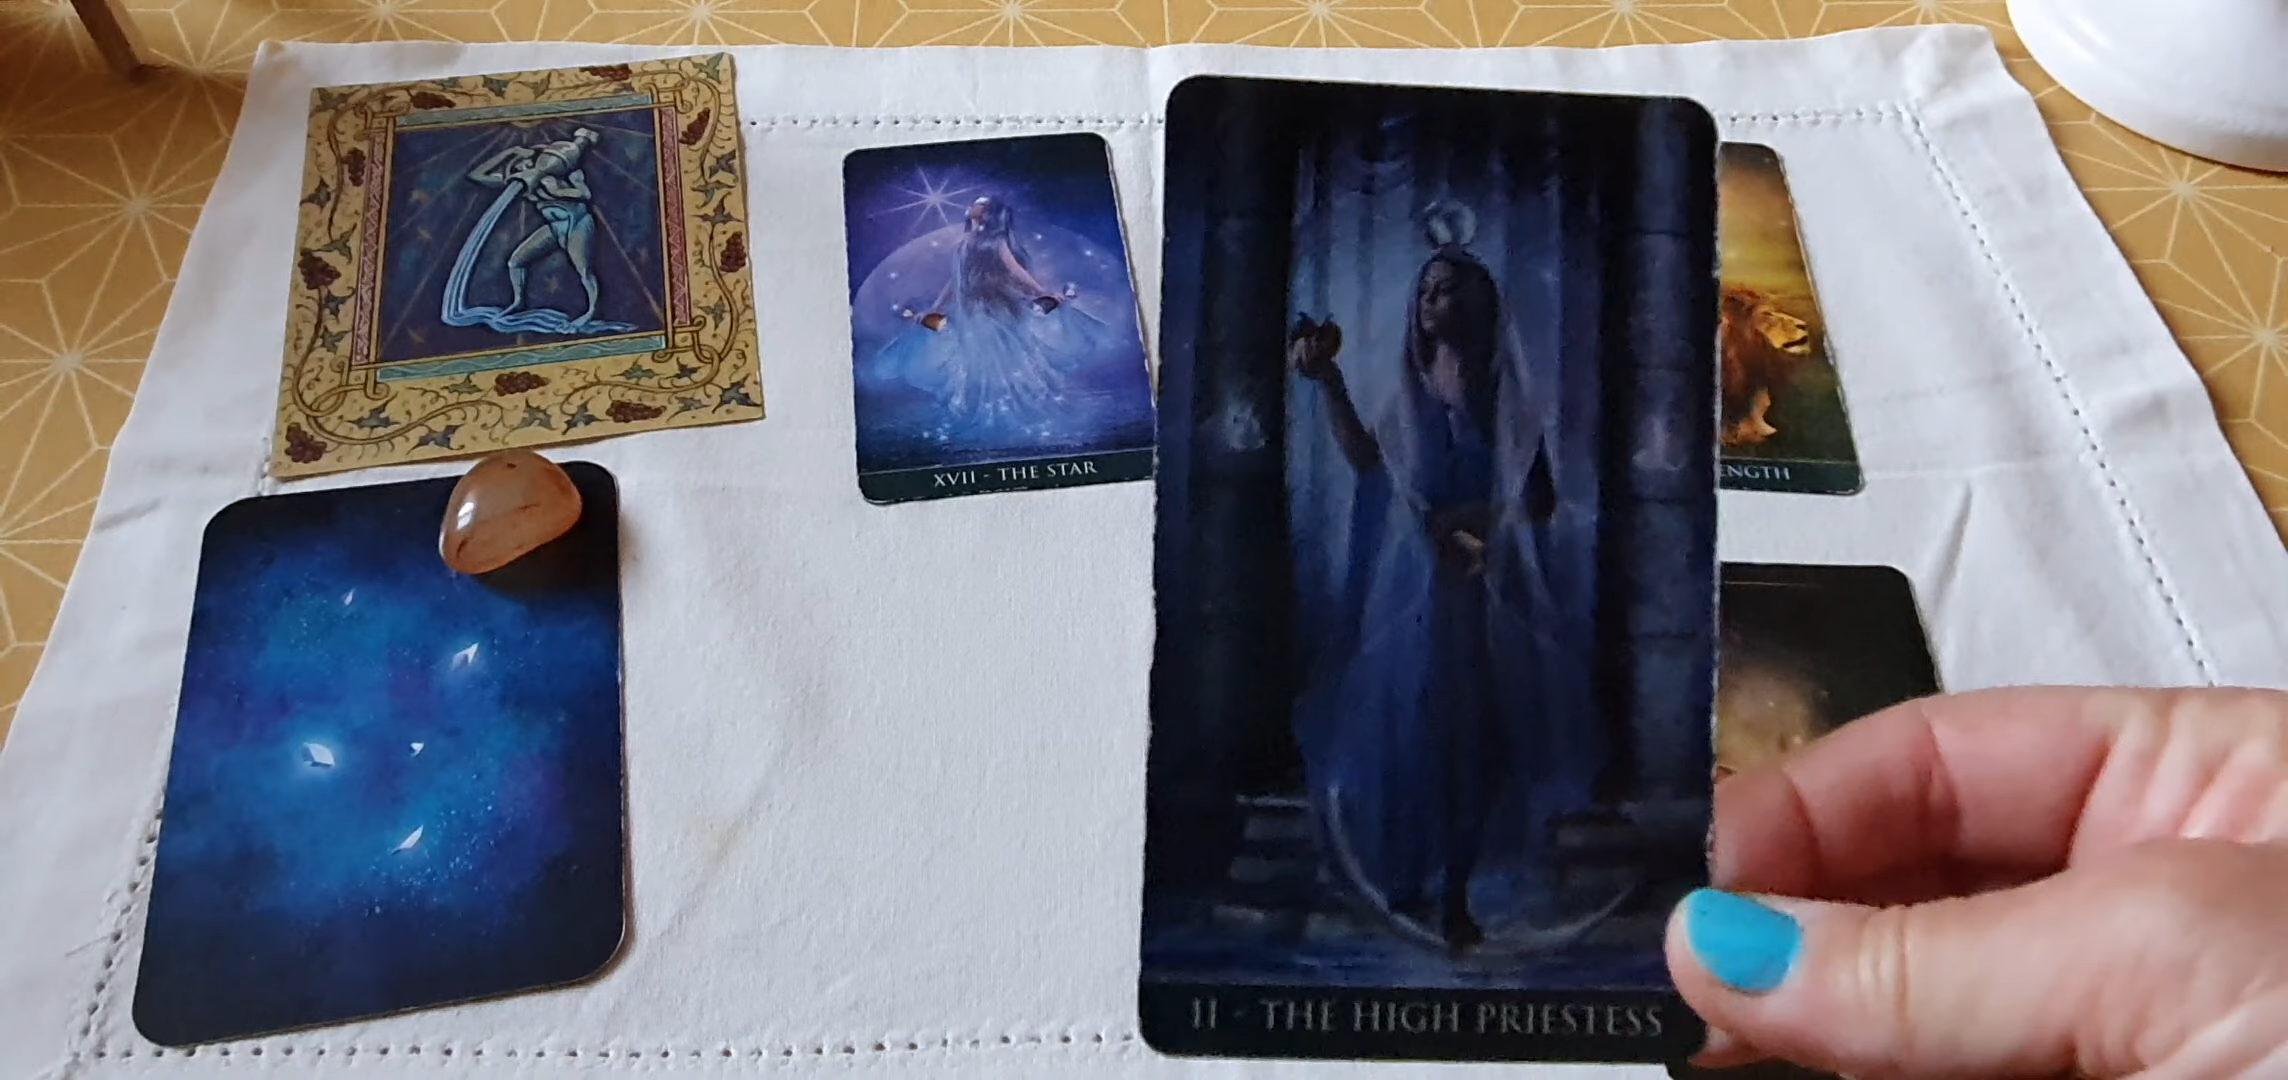 XVII - THE STAR
ENGTH
II - THE HIGH PRIESTESS